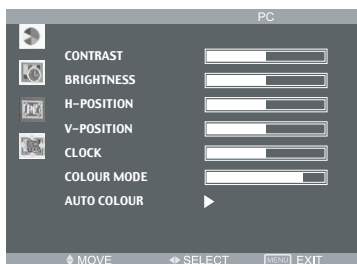 PC
CONTRAST
BRIGHTNESS
H-POSITION
V-POSITION
CLOCK
COLOUR MODE
AUTO COLOUR
MOVE SELECT MENU EXIT